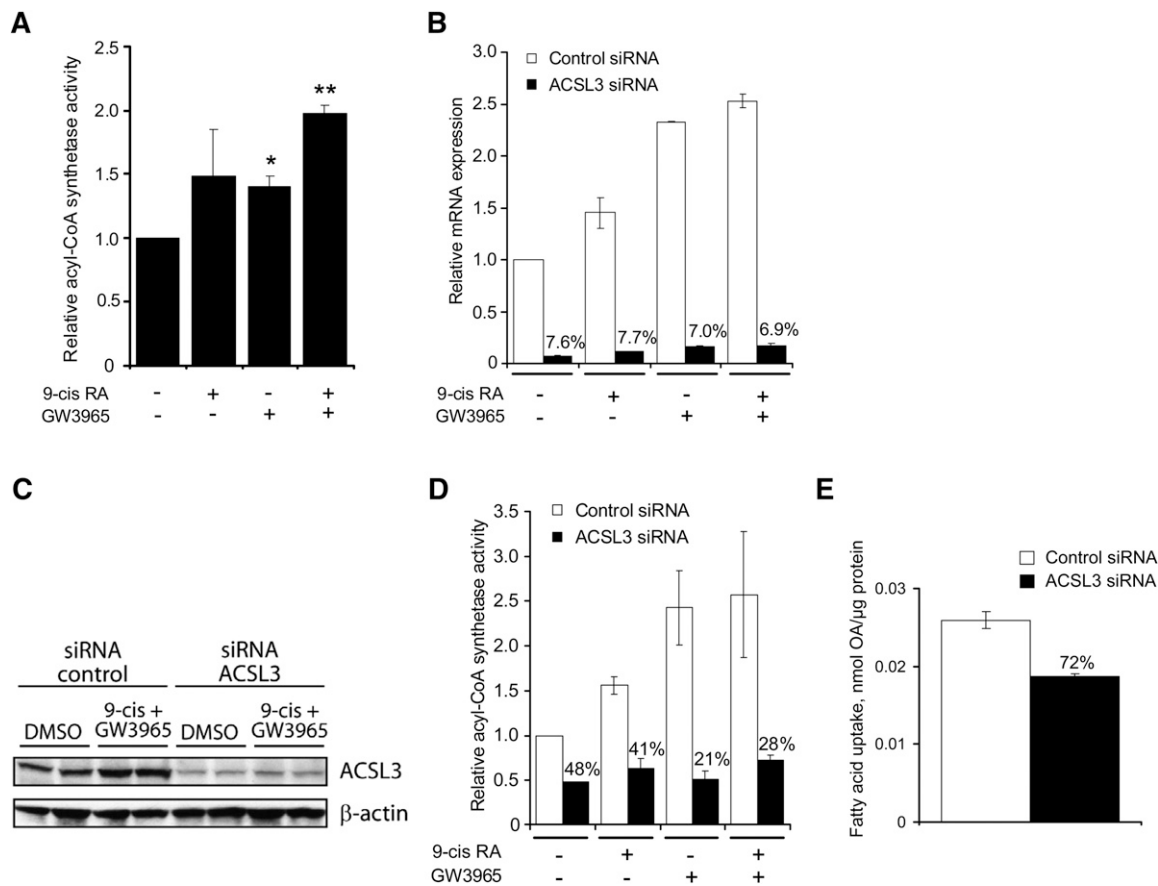 A
Relative acyl-CoA synthetase activity
2.5
2.0
1.5
1.0
0.5
0
*
**
9-cis RA - + - +
GW3965 - - + +
B
Relative mRNA expression
3.0
2.5
2.0
1.5
1.0
0.5
0
Control siRNA
ACSL3 siRNA
7.6%
7.7%
7.0%
6.9%
9-cis RA - + - +
GW3965 - - + +
C
siRNA control
siRNA ACSL3
DMSO
9-cis + GW3965
DMSO
9-cis + GW3965
ACSL3
β-actin
D
Relative acyl-CoA synthetase activity
3.5
3.0
2.5
2.0
1.5
1.0
0.5
0
Control siRNA
ACSL3 siRNA
48%
41%
21%
28%
9-cis RA - + - +
GW3965 - - + +
E
Fatty acid uptake, nmol OA/µg protein
Control siRNA
ACSL3 siRNA
0.03
0.02
0.01
0
72%